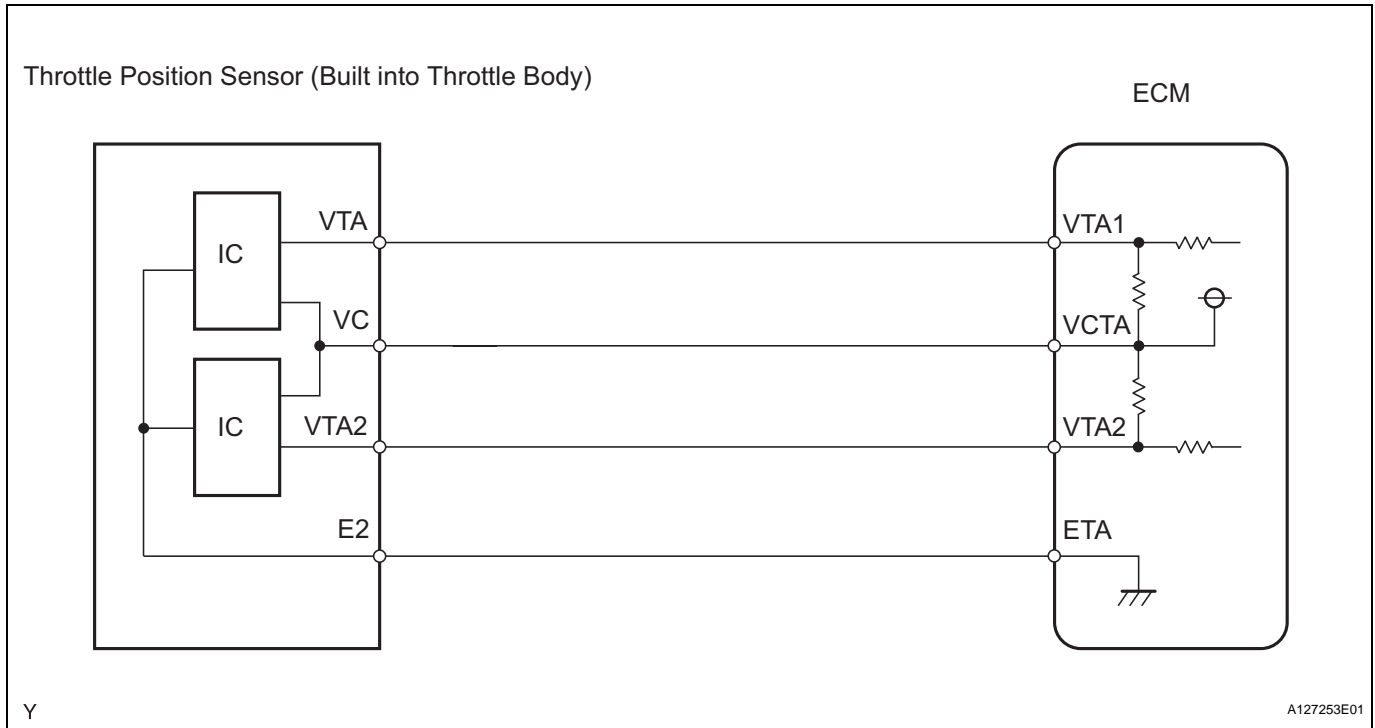 Throttle Position Sensor (Built into Throttle Body)
ECM
VTA
VTA1
IC
VC
VCTA
IC
VTA2
VTA2
E2
ETA
Y
A127253E01